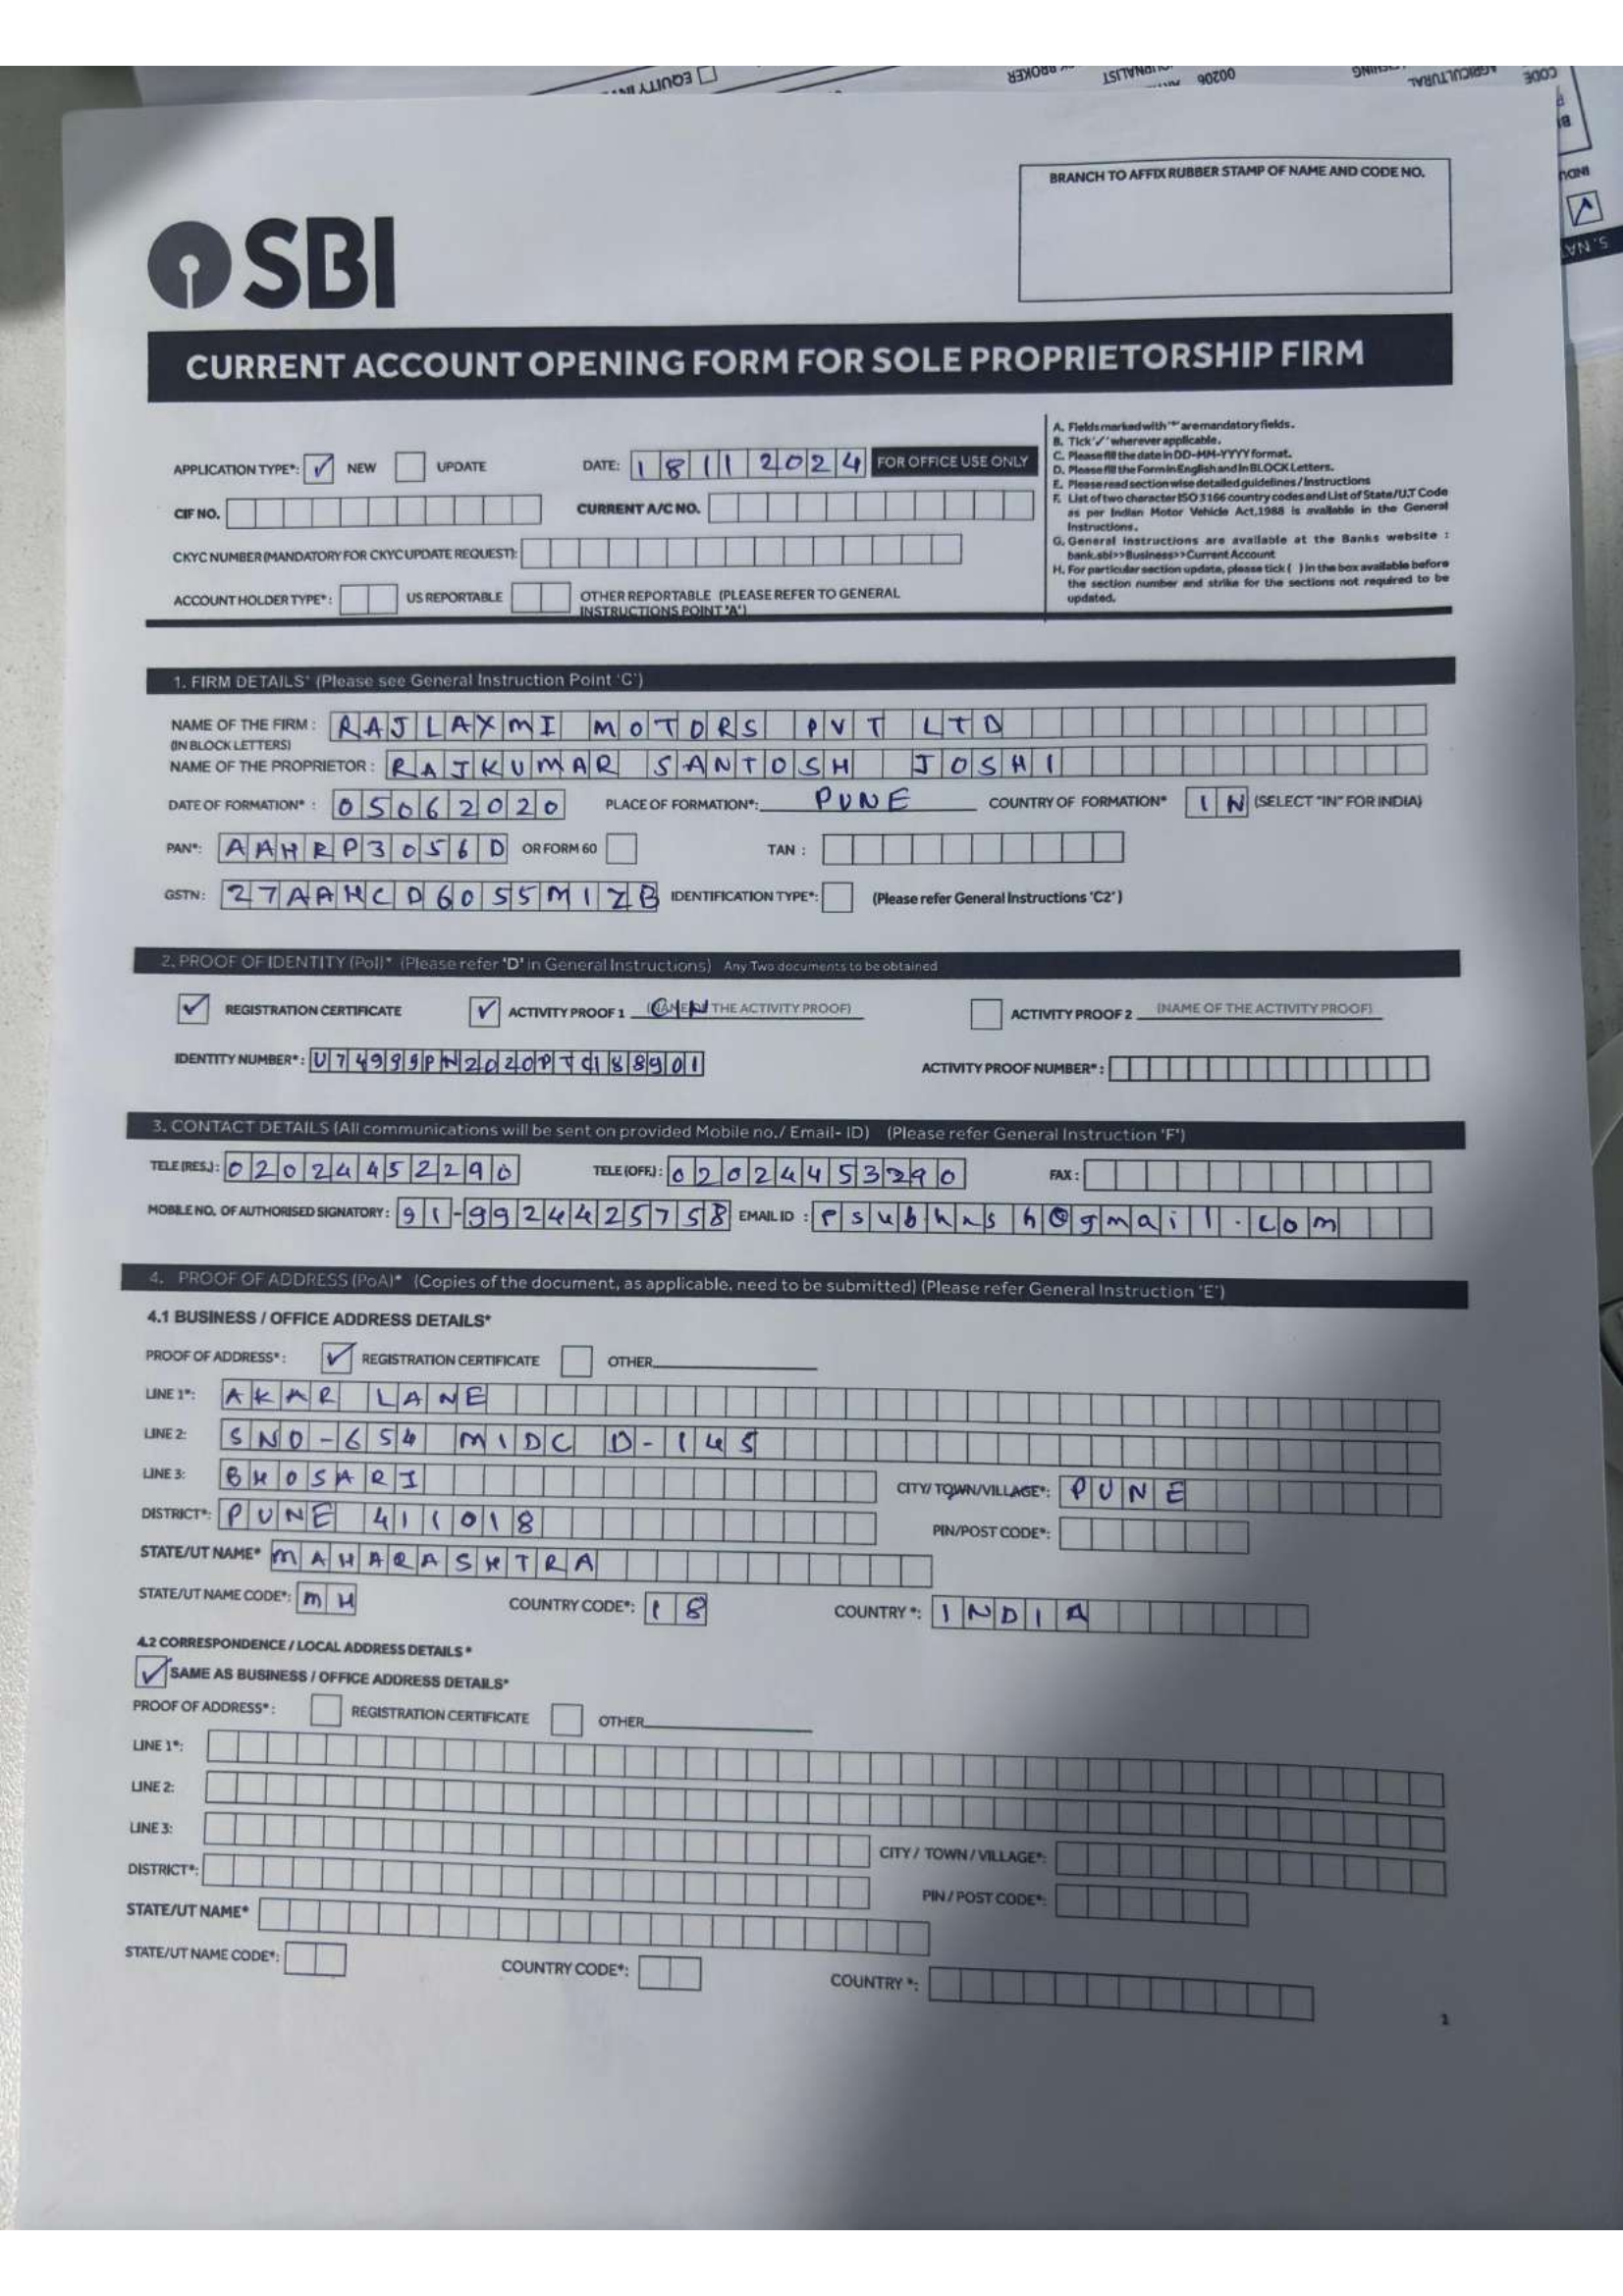 EQUITY
BROKER
00206
AGRICULTURAL
CODE
BRANCH TO AFFIX RUBBER STAMP OF NAME AND CODE NO.
SBI
CURRENT ACCOUNT OPENING FORM FOR SOLE PROPRIETORSHIP FIRM
APPLICATION TYPE*: ✓ NEW UPDATE DATE: 18112024 FOR OFFICE USE ONLY
CIF NO. CURRENT A/C NO.
CKYC NUMBER (MANDATORY FOR CKYC UPDATE REQUEST):
ACCOUNT HOLDER TYPE*: US REPORTABLE OTHER REPORTABLE (PLEASE REFER TO GENERAL
INSTRUCTIONS POINT 'A')
A. Fields marked with '*' are mandatory fields.
B. Tick '✓' wherever applicable.
C. Please fill the date in DD-MM-YYYY format.
D. Please fill the Form in English and in BLOCK Letters.
E. Please read section wise detailed guidelines / Instructions
F. List of two character ISO 3166 country codes and List of State/U.T Code
as per Indian Motor Vehicle Act,1988 is available in the General
Instructions.
G. General Instructions are available at the Banks website :
bank.sbi>>Business>>Current Account
H. For particular section update, please tick ( ) in the box available before
the section number and strike for the sections not required to be
updated.
1. FIRM DETAILS* (Please see General Instruction Point 'C')
NAME OF THE FIRM : RAJLAXMI MOTORS PVT LTD
(IN BLOCK LETTERS)
NAME OF THE PROPRIETOR : RAJKUMAR SANTOSH JOSHI
DATE OF FORMATION* : 05062020 PLACE OF FORMATION*: PUNE COUNTRY OF FORMATION* IN (SELECT "IN" FOR INDIA)
PAN*: AAHRP3056D OR FORM 60 TAN :
GSTN: 27AAHCD6055M1ZB IDENTIFICATION TYPE*: (Please refer General Instructions 'C2')
2. PROOF OF IDENTITY (PoI)* (Please refer 'D' in General Instructions) Any Two documents to be obtained
✓ REGISTRATION CERTIFICATE ✓ ACTIVITY PROOF 1 CIN (NAME OF THE ACTIVITY PROOF) ACTIVITY PROOF 2 (NAME OF THE ACTIVITY PROOF)
IDENTITY NUMBER*: U74999PN2020PTC188901 ACTIVITY PROOF NUMBER* :
3. CONTACT DETAILS (All communications will be sent on provided Mobile no./ Email- ID) (Please refer General Instruction 'F')
TELE (RES.): 02024452290 TELE (OFF.): 02024453290 FAX :
MOBILE NO. OF AUTHORISED SIGNATORY: 91-9924425758 EMAIL ID : psubhnsh@gmail.com
4. PROOF OF ADDRESS (PoA)* (Copies of the document, as applicable, need to be submitted) (Please refer General Instruction 'E')
4.1 BUSINESS / OFFICE ADDRESS DETAILS*
PROOF OF ADDRESS* : ✓ REGISTRATION CERTIFICATE OTHER
LINE 1*: AKAR LANE
LINE 2: SNO-654 MIDC D-145
LINE 3: BHOSARI CITY/ TOWN/VILLAGE*: PUNE
DISTRICT*: PUNE 411018 PIN/POST CODE*:
STATE/UT NAME* MAHARASHTRA
STATE/UT NAME CODE*: MH COUNTRY CODE*: 18 COUNTRY *: INDIA
4.2 CORRESPONDENCE / LOCAL ADDRESS DETAILS *
✓ SAME AS BUSINESS / OFFICE ADDRESS DETAILS*
PROOF OF ADDRESS* : REGISTRATION CERTIFICATE OTHER
LINE 1*:
LINE 2:
LINE 3: CITY / TOWN / VILLAGE*:
DISTRICT*: PIN / POST CODE*:
STATE/UT NAME*
STATE/UT NAME CODE*: COUNTRY CODE*: COUNTRY *: